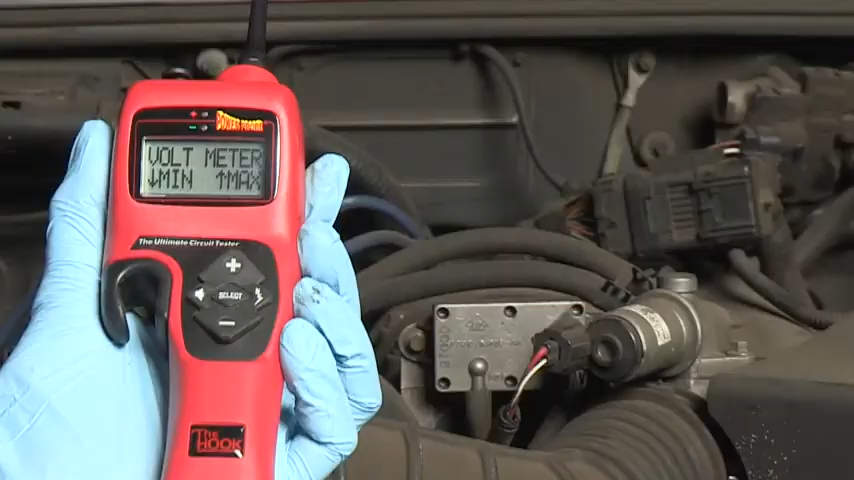 POWER PROBE
VOLT METER
↓MIN ↑MAX
The Ultimate Circuit Tester
+
SELECT
−
THE HOOK